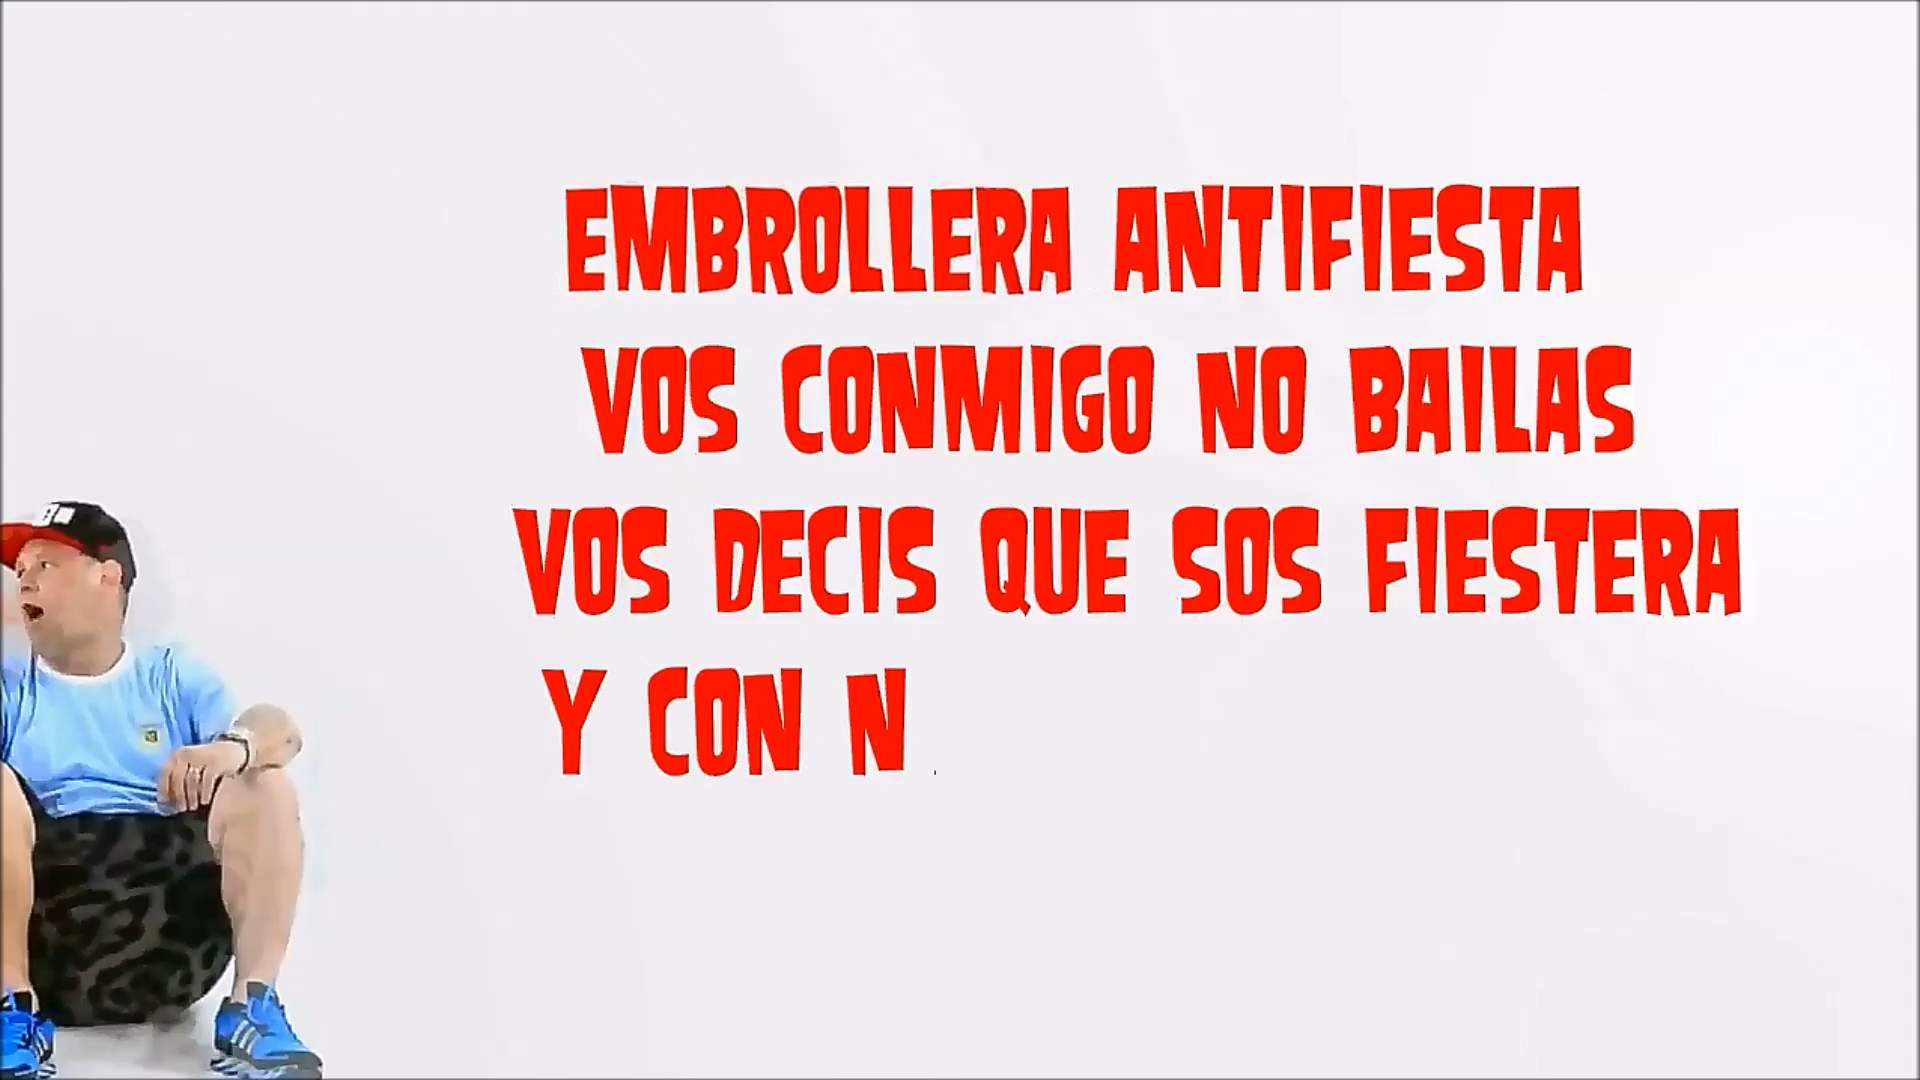 EMBROLLERA ANTIFIESTA
VOS CONMIGO NO BAILAS
VOS DECIS QUE SOS FIESTERA
Y CON N